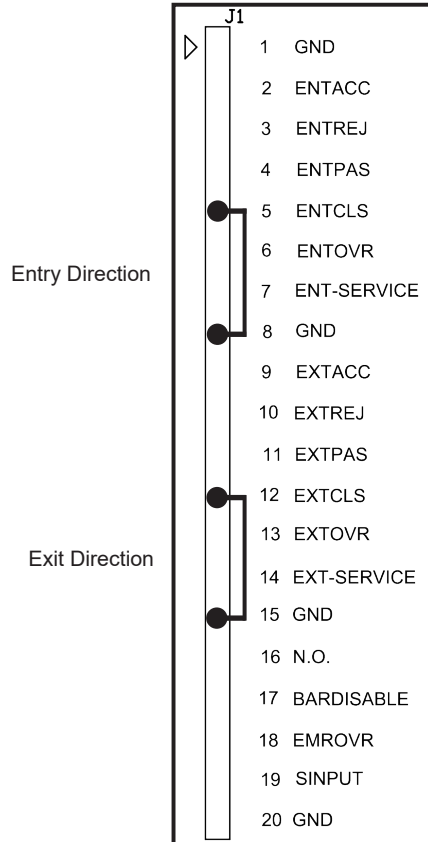 J1
1 GND
2 ENTACC
3 ENTREJ
4 ENTPAS
5 ENTCLS
6 ENTOVR
Entry Direction
7 ENT-SERVICE
8 GND
9 EXTACC
10 EXTREJ
11 EXTPAS
12 EXTCLS
13 EXTOVR
Exit Direction
14 EXT-SERVICE
15 GND
16 N.O.
17 BARDISABLE
18 EMROVR
19 SINPUT
20 GND